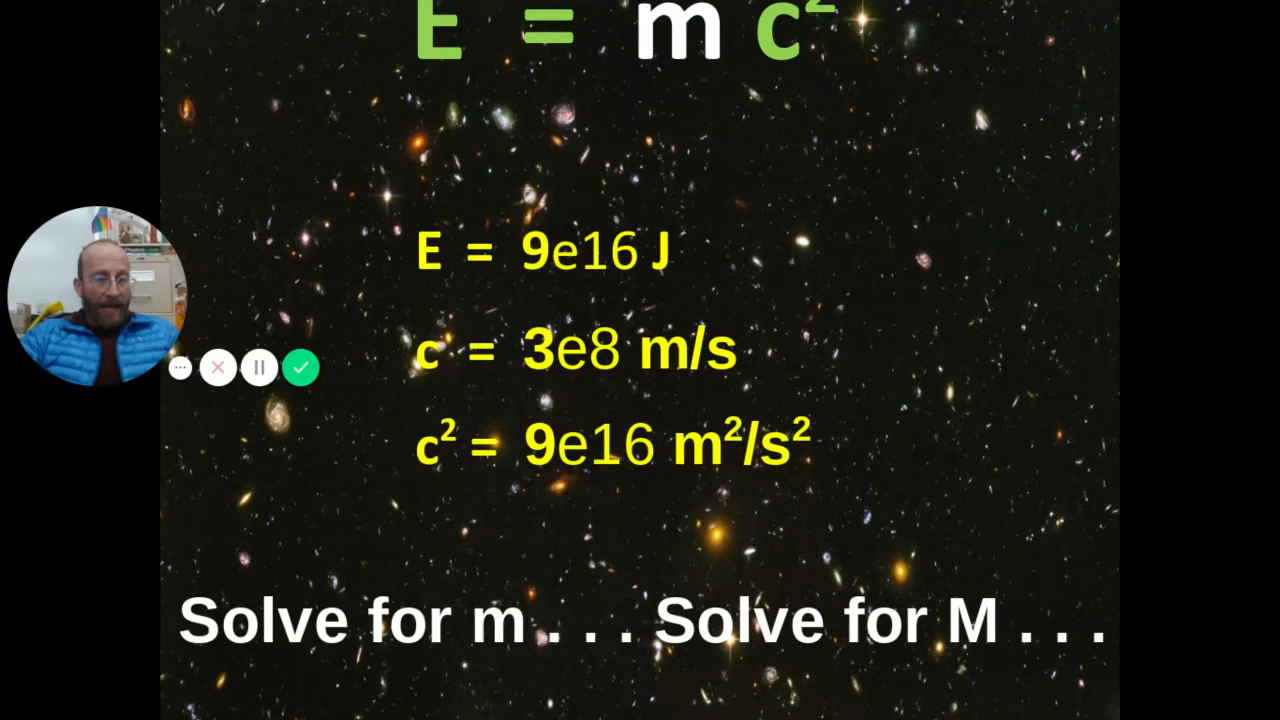 E = m c²
E = 9e16 J
c = 3e8 m/s
c² = 9e16 m²/s²
Solve for m . . . Solve for M . . .